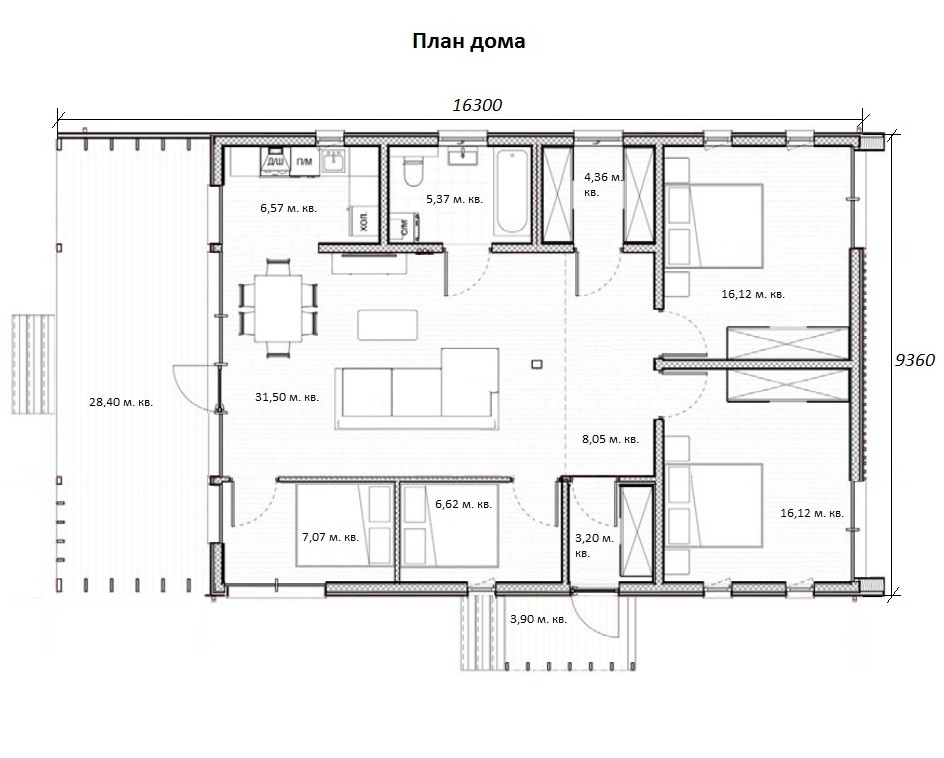 План дома
16300
Д/Ш
П/М
4,36 м.
кв.
6,57 м. кв.
5,37 м. кв.
ХОЛ.
С/М
16,12 м. кв.
9360
28,40 м. кв.
31,50 м. кв.
8,05 м. кв.
6,62 м. кв.
16,12 м. кв.
7,07 м. кв.
3,20 м.
кв.
3,90 м. кв.